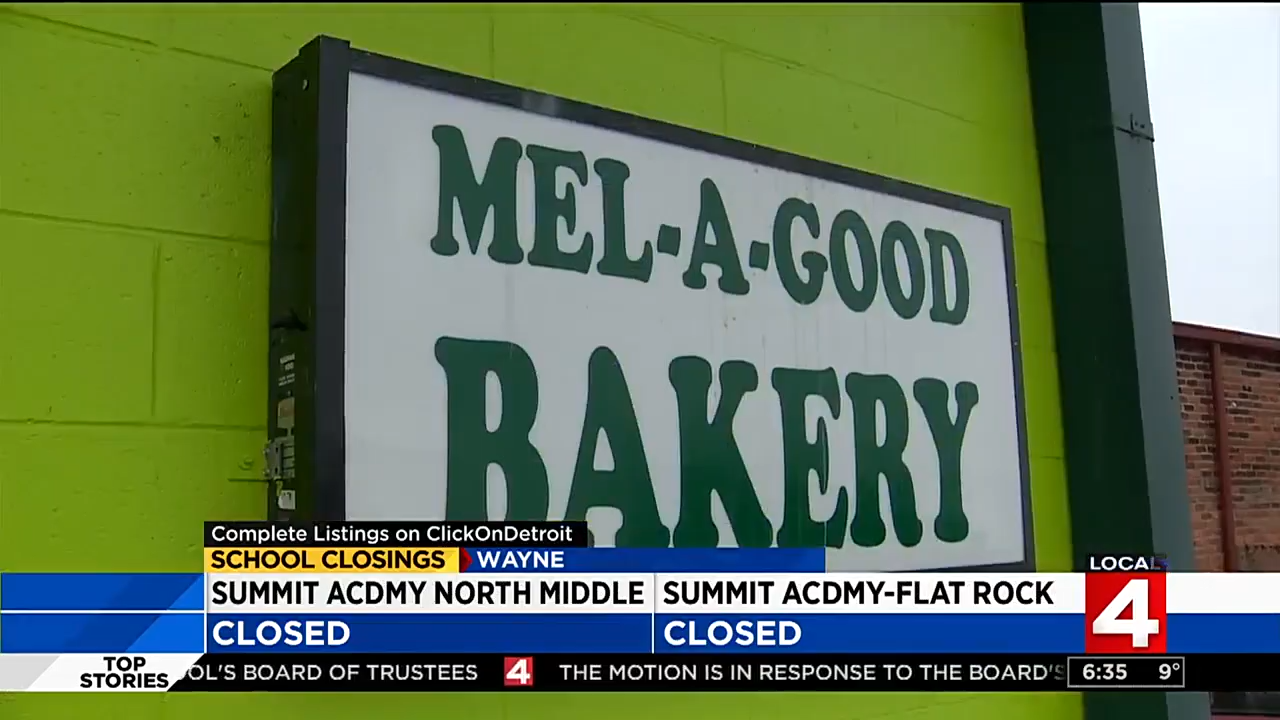 MEL-A-GOOD
BAKERY
Complete Listings on ClickOnDetroit
SCHOOL CLOSINGS WAYNE
SUMMIT ACDMY NORTH MIDDLE SUMMIT ACDMY-FLAT ROCK
CLOSED CLOSED
LOCAL
4
TOP
STORIES
OL'S BOARD OF TRUSTEES 4 THE MOTION IS IN RESPONSE TO THE BOARD'S
6:35 9°